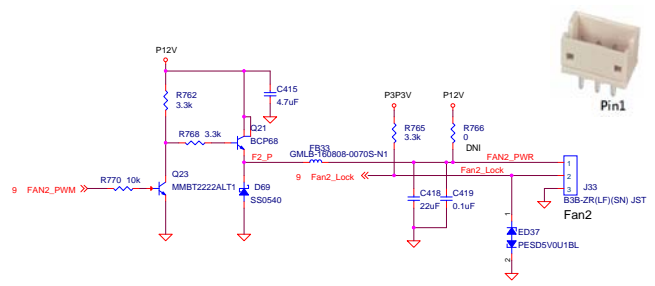 P12V
R762
3.3k
C415
4.7uF
Q21
BCP68
R768 3.3k
F2_P
FB33
GMLB-160808-0070S-N1
P3P3V
P12V
R765
3.3k
R766
0
DNI
FAN2_PWR
9 Fan2_Lock
Fan2_Lock
9 FAN2_PWM
R770 10k
Q23
MMBT2222ALT1
D69
SS0540
C418
22uF
C419
0.1uF
1
2
3
J33
B3B-ZR(LF)(SN) JST
Fan2
1
ED37
PESD5V0U1BL
2
Pin1